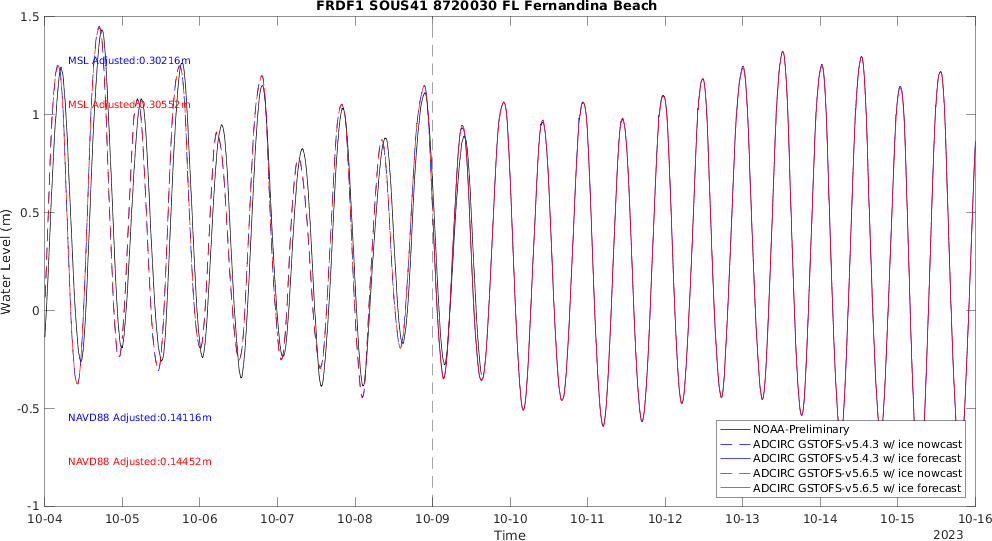 FRDF1 SOUS41 8720030 FL Fernandina Beach
1.5
1
0.5
0
-0.5
-1
Water Level (m)
MSL Adjusted:0.30216m
MSL Adjusted:0.30552m
NAVD88 Adjusted:0.14116m
NAVD88 Adjusted:0.14452m
NOAA-Preliminary
ADCIRC GSTOFS-v5.4.3 w/ice nowcast
ADCIRC GSTOFS-v5.4.3 w/ice forecast
ADCIRC GSTOFS-v5.6.5 w/ice nowcast
ADCIRC GSTOFS-v5.6.5 w/ice forecast
10-04 10-05 10-06 10-07 10-08 10-09 10-10 10-11 10-12 10-13 10-14 10-15 10-16
Time
2023